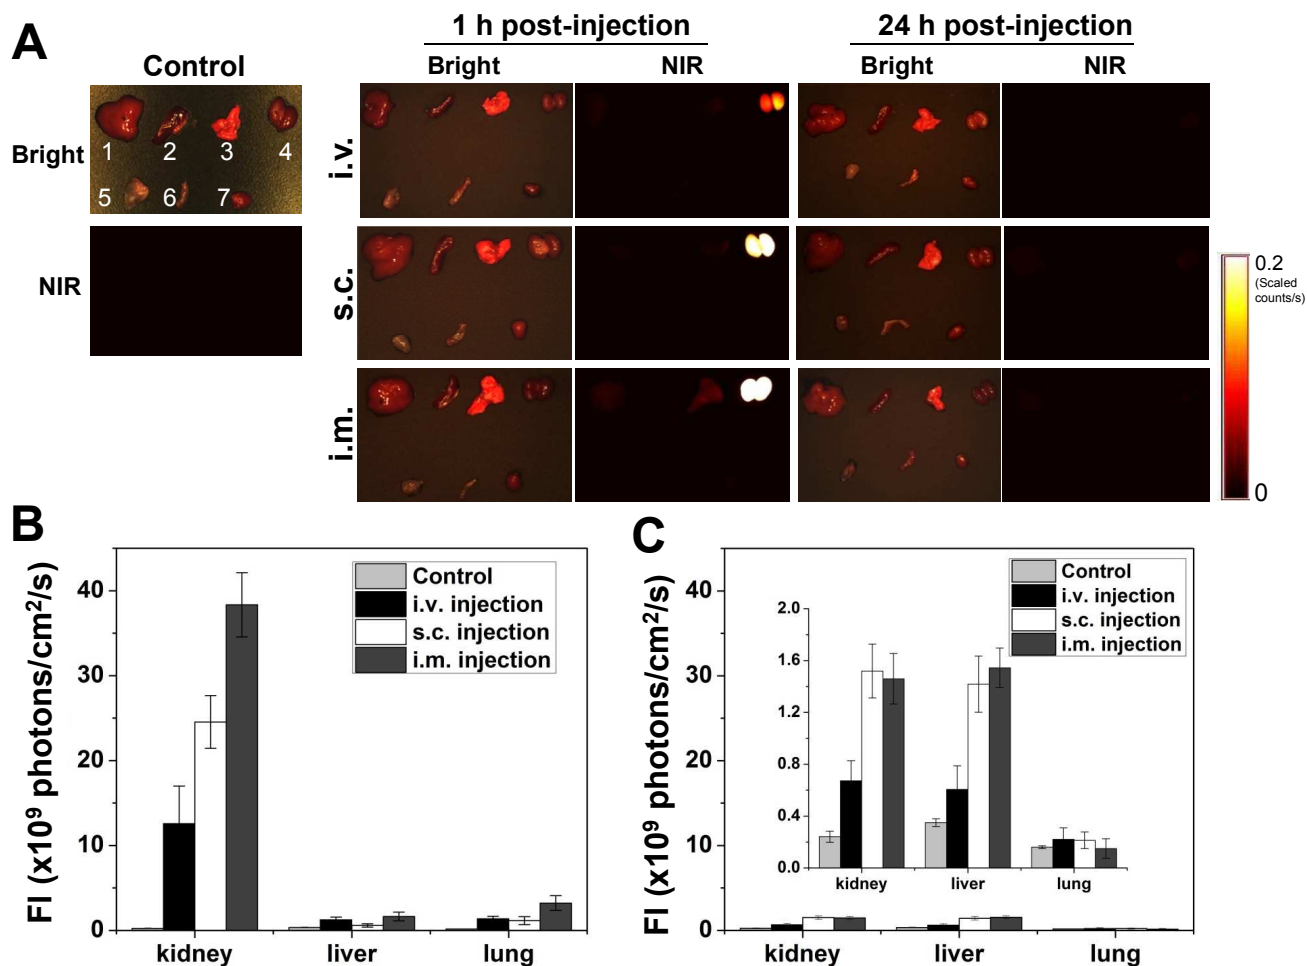 A
1 h post-injection
24 h post-injection
Control
Bright
NIR
Bright
NIR
Bright
1
2
3
4
5
6
7
NIR
i.v.
s.c.
i.m.
0.2
(Scaled
counts/s)
0
B
FI (x10⁹ photons/cm²/s)
40
30
20
10
0
Control
i.v. injection
s.c. injection
i.m. injection
kidney
liver
lung
C
FI (x10⁹ photons/cm²/s)
40
30
20
10
0
Control
i.v. injection
s.c. injection
i.m. injection
2.0
1.6
1.2
0.8
0.4
0.0
kidney
liver
lung
kidney
liver
lung